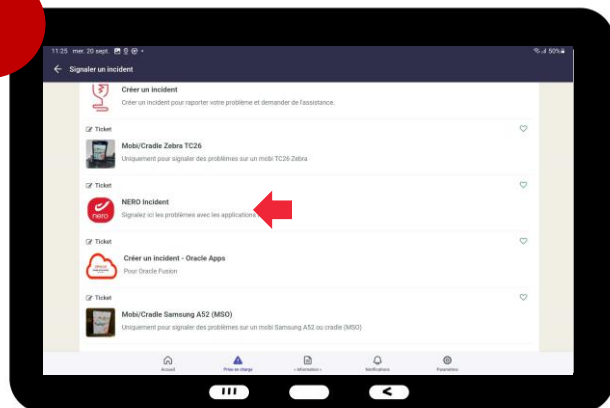 11:25 mer. 20 sept.
50%
Signaler un incident
Créer un incident
Créer un incident pour reporter votre problème et demander de l'assistance.
Ticket
Mobi/Cradle Zebra TC26
Uniquement pour signaler des problèmes sur un mobi TC26 Zebra
Ticket
NERO Incident
nero
Signalez ici les problèmes avec les applications
Ticket
Créer un incident - Oracle Apps
Pour Oracle Fusion
Ticket
Mobi/Cradle Samsung A52 (MSO)
Uniquement pour signaler des problèmes sur un mobi Samsung A52 ou cradle (MSO)
Accueil
Prise en charge
Information
Notifications
Paramètres